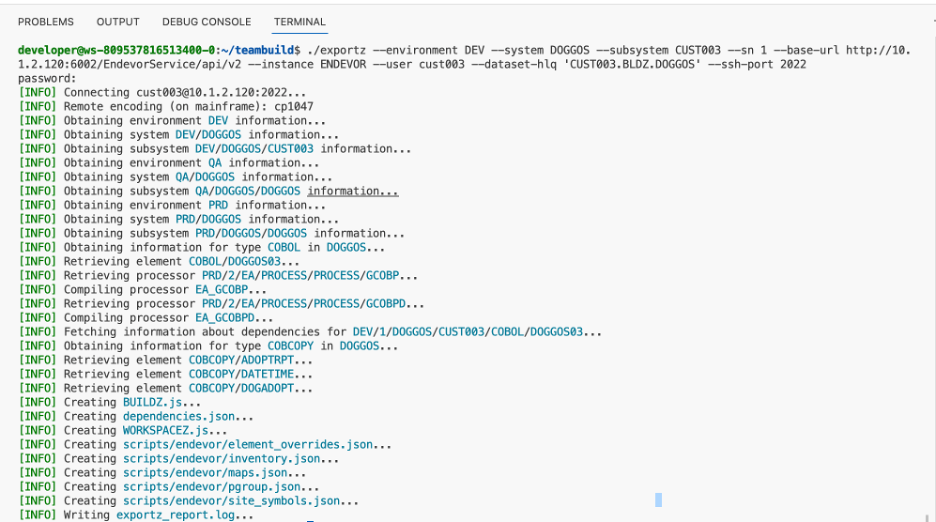 PROBLEMS OUTPUT DEBUG CONSOLE TERMINAL
developer@ws-809537816513400-0:~/teambuild$ ./exportz --environment DEV --system DOGGOS --subsystem CUST003 --sn 1 --base-url http://10.
1.2.120:6002/EndevorService/api/v2 --instance ENDEVOR --user cust003 --dataset-hlq 'CUST003.BLDZ.DOGGOS' --ssh-port 2022
password:
[INFO] Connecting cust003@10.1.2.120:2022...
[INFO] Remote encoding (on mainframe): cp1047
[INFO] Obtaining environment DEV information...
[INFO] Obtaining system DEV/DOGGOS information...
[INFO] Obtaining subsystem DEV/DOGGOS/CUST003 information...
[INFO] Obtaining environment QA information...
[INFO] Obtaining system QA/DOGGOS information...
[INFO] Obtaining subsystem QA/DOGGOS/DOGGOS information...
[INFO] Obtaining environment PRD information...
[INFO] Obtaining system PRD/DOGGOS information...
[INFO] Obtaining subsystem PRD/DOGGOS/DOGGOS information...
[INFO] Obtaining information for type COBOL in DOGGOS...
[INFO] Retrieving element COBOL/DOGGOS03...
[INFO] Retrieving processor PRD/2/EA/PROCESS/PROCESS/GCOBP...
[INFO] Compiling processor EA_GCOBP...
[INFO] Retrieving processor PRD/2/EA/PROCESS/PROCESS/GCOBPD...
[INFO] Compiling processor EA_GCOBPD...
[INFO] Fetching information about dependencies for DEV/1/DOGGOS/CUST003/COBOL/DOGGOS03...
[INFO] Obtaining information for type COBCOPY in DOGGOS...
[INFO] Retrieving element COBCOPY/ADOPTRPT...
[INFO] Retrieving element COBCOPY/DATETIME...
[INFO] Retrieving element COBCOPY/DOGADOPT...
[INFO] Creating BUILDZ.js...
[INFO] Creating dependencies.json...
[INFO] Creating WORKSPACEZ.js...
[INFO] Creating scripts/endevor/element_overrides.json...
[INFO] Creating scripts/endevor/inventory.json...
[INFO] Creating scripts/endevor/maps.json...
[INFO] Creating scripts/endevor/pgroup.json...
[INFO] Creating scripts/endevor/site_symbols.json...
[INFO] Writing exportz_report.log...